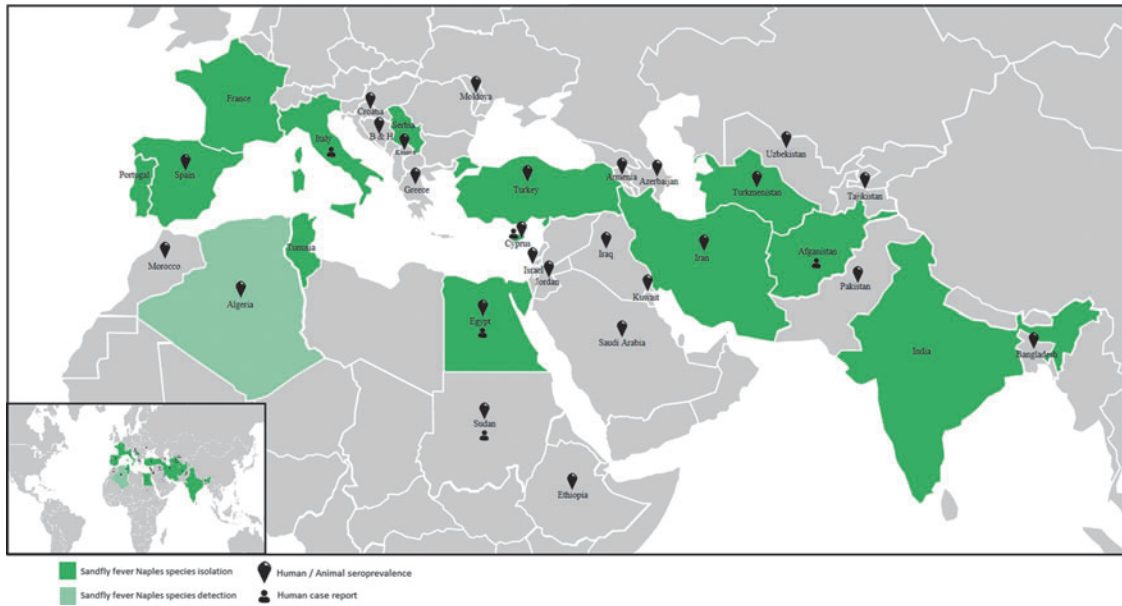 France
Moldova
Croatia
B & H
Serbia
Italy
Portugal
Spain
Greece
Turkey
Armenia
Azerbaijan
Uzbekistan
Turkmenistan
Tajikistan
Cyprus
Tunisia
Morocco
Algeria
Israel
Jordan
Iraq
Iran
Afganistan
Kuwait
Pakistan
Egypt
Saudi Arabia
India
Bangladesh
Sudan
Ethiopia
Sandfly fever Naples species isolation
Human / Animal seroprevalence
Sandfly fever Naples species detection
Human case report